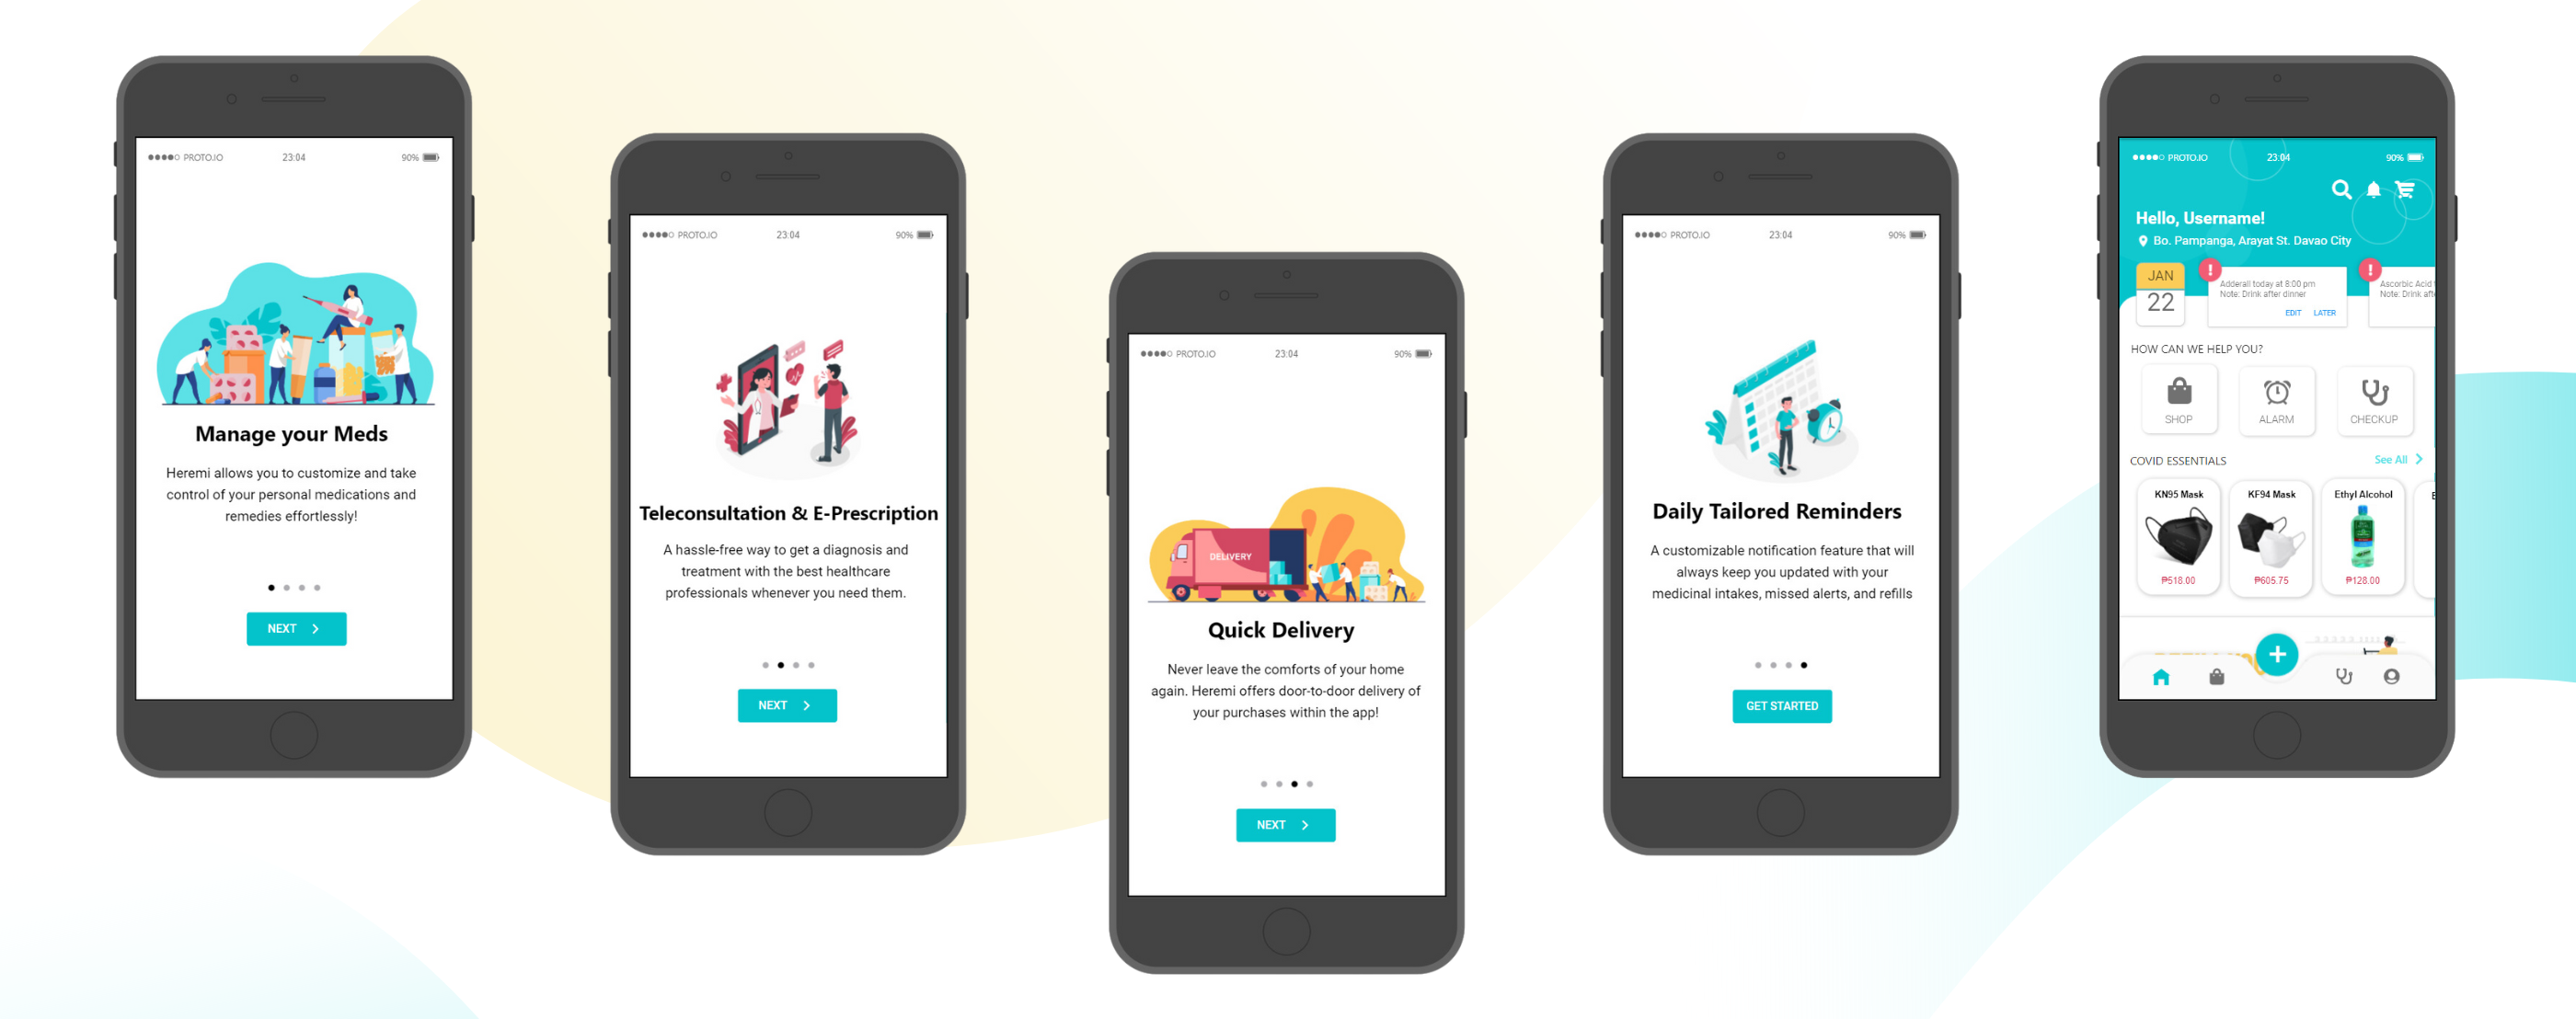 PROTO.IO 23:04 90%
Manage your Meds
Heremi allows you to customize and take
control of your personal medications and
remedies effortlessly!
NEXT
PROTO.IO 23:04 90%
Teleconsultation & E-Prescription
A hassle-free way to get a diagnosis and
treatment with the best healthcare
professionals whenever you need them.
NEXT
PROTO.IO 23:04 90%
DELIVERY
Quick Delivery
Never leave the comforts of your home
again. Heremi offers door-to-door delivery of
your purchases within the app!
NEXT
PROTO.IO 23:04 90%
Daily Tailored Reminders
A customizable notification feature that will
always keep you updated with your
medicinal intakes, missed alerts, and refills
GET STARTED
PROTO.IO 23:04 90%
Hello, Username!
Bo. Pampanga, Arayat St. Davao City
JAN
22
Adderall today at 8:00 pm
Note: Drink after dinner
EDIT LATER
Ascorbic Acid
Note: Drink aft
HOW CAN WE HELP YOU?
SHOP ALARM CHECKUP
COVID ESSENTIALS See All
KN95 Mask KF94 Mask Ethyl Alcohol
₱518.00 ₱605.75 ₱128.00